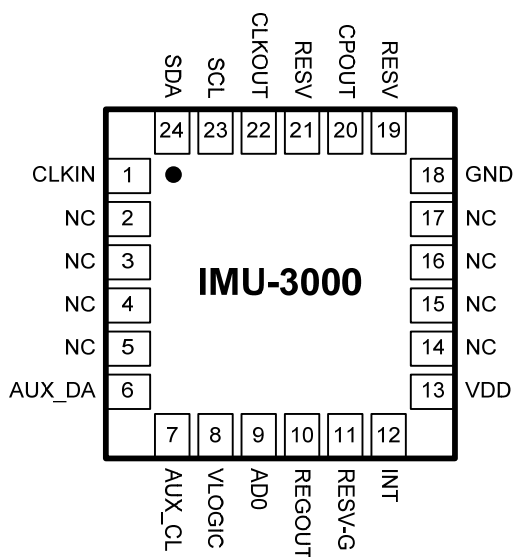 SDA
SCL
CLKOUT
RESV
CPOUT
RESV
24
23
22
21
20
19
CLKIN
1
18
GND
NC
2
17
NC
NC
3
16
NC
IMU-3000
NC
4
15
NC
NC
5
14
NC
AUX_DA
6
13
VDD
7
8
9
10
11
12
AUX_CL
VLOGIC
AD0
REGOUT
RESV-G
INT